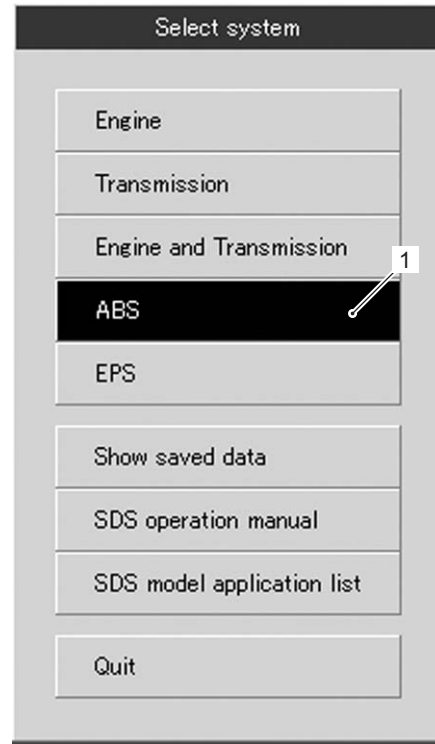 Select system
Engine
Transmission
Engine and Transmission
1
ABS
EPS
Show saved data
SDS operation manual
SDS model application list
Quit